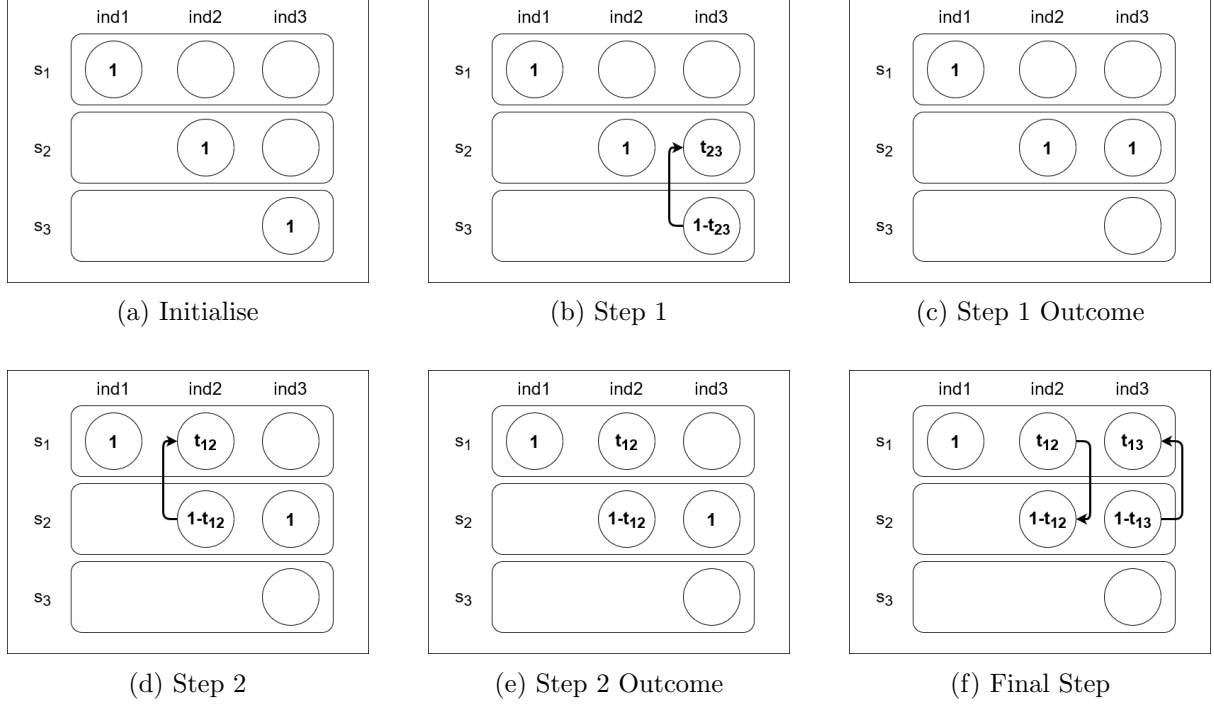 ind1 ind2 ind3
s1 1
s2 1
s3 1
(a) Initialise
ind1 ind2 ind3
s1 1
s2 1 t23
s3 1-t23
(b) Step 1
ind1 ind2 ind3
s1 1
s2 1 1
s3
(c) Step 1 Outcome
ind1 ind2 ind3
s1 1 t12
s2 1-t12 1
s3
(d) Step 2
ind1 ind2 ind3
s1 1 t12
s2 1-t12 1
s3
(e) Step 2 Outcome
ind1 ind2 ind3
s1 1 t12 t13
s2 1-t12 1-t13
s3
(f) Final Step